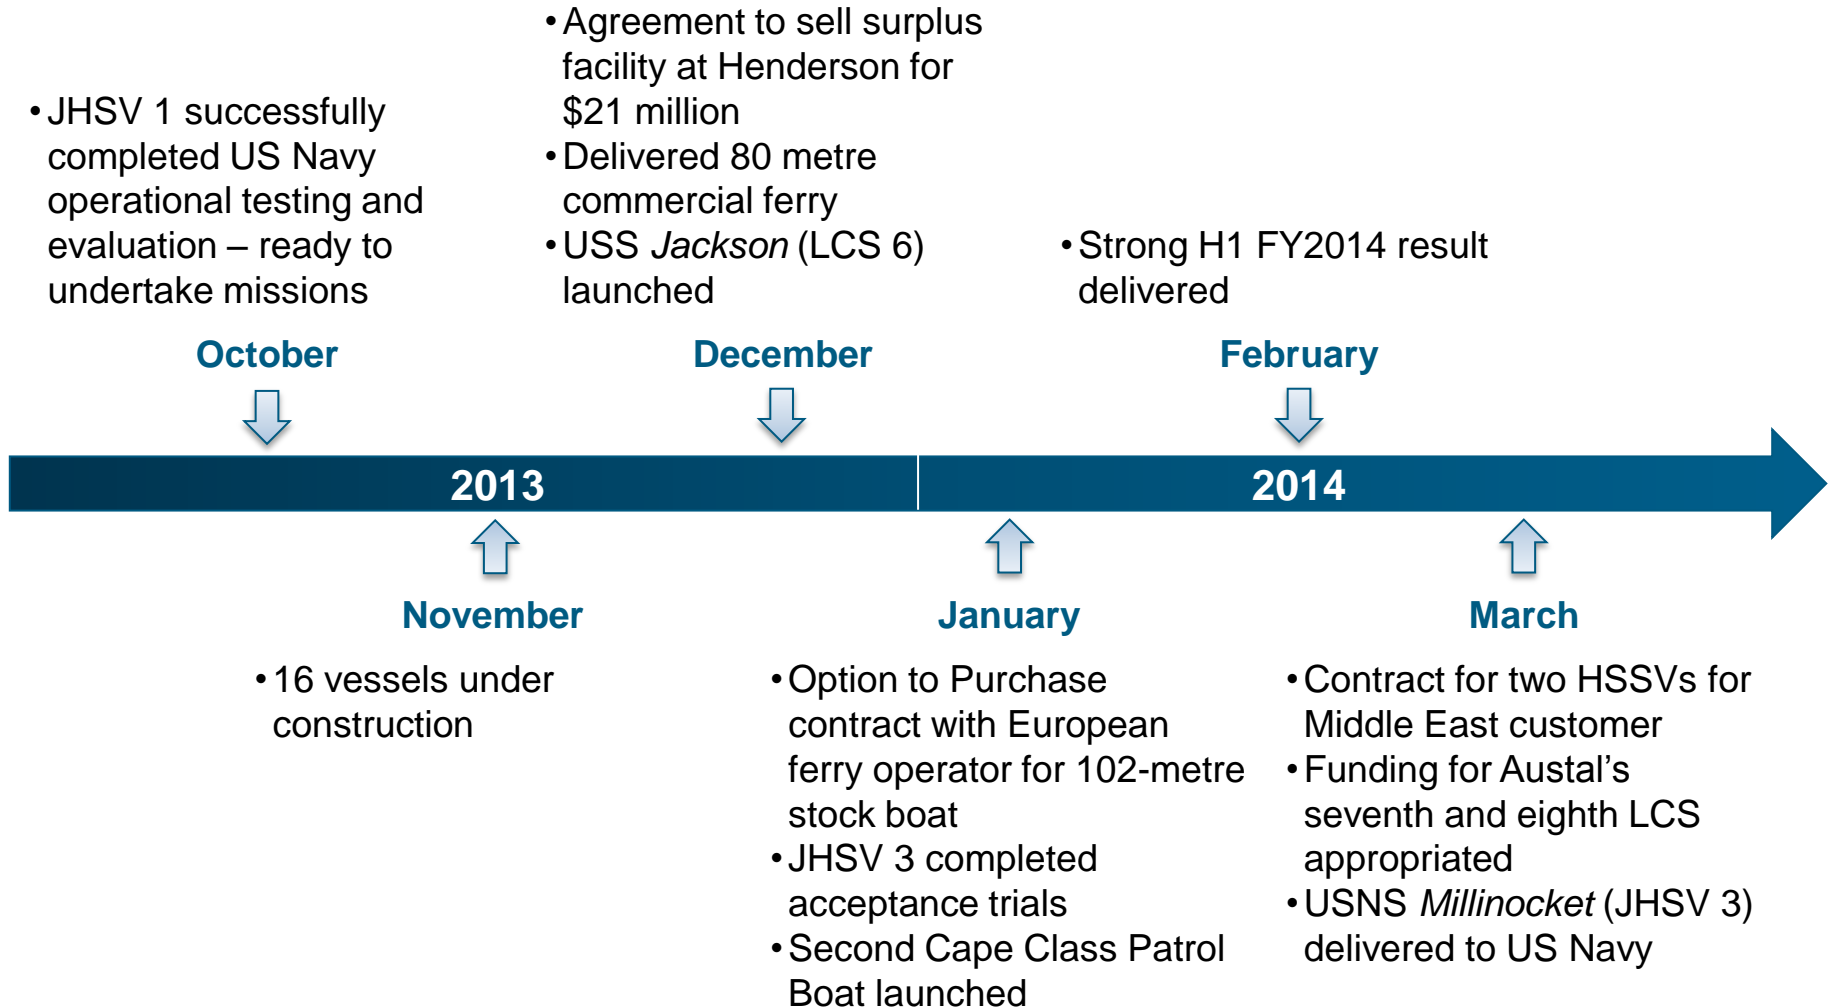 • JHSV 1 successfully
completed US Navy
operational testing and
evaluation – ready to
undertake missions
October
• Agreement to sell surplus
facility at Henderson for
$21 million
• Delivered 80 metre
commercial ferry
• USS Jackson (LCS 6)
launched
December
• Strong H1 FY2014 result
delivered
February
2013
2014
November
• 16 vessels under
construction
January
• Option to Purchase
contract with European
ferry operator for 102-metre
stock boat
• JHSV 3 completed
acceptance trials
• Second Cape Class Patrol
Boat launched
March
• Contract for two HSSVs for
Middle East customer
• Funding for Austal’s
seventh and eighth LCS
appropriated
• USNS Millinocket (JHSV 3)
delivered to US Navy